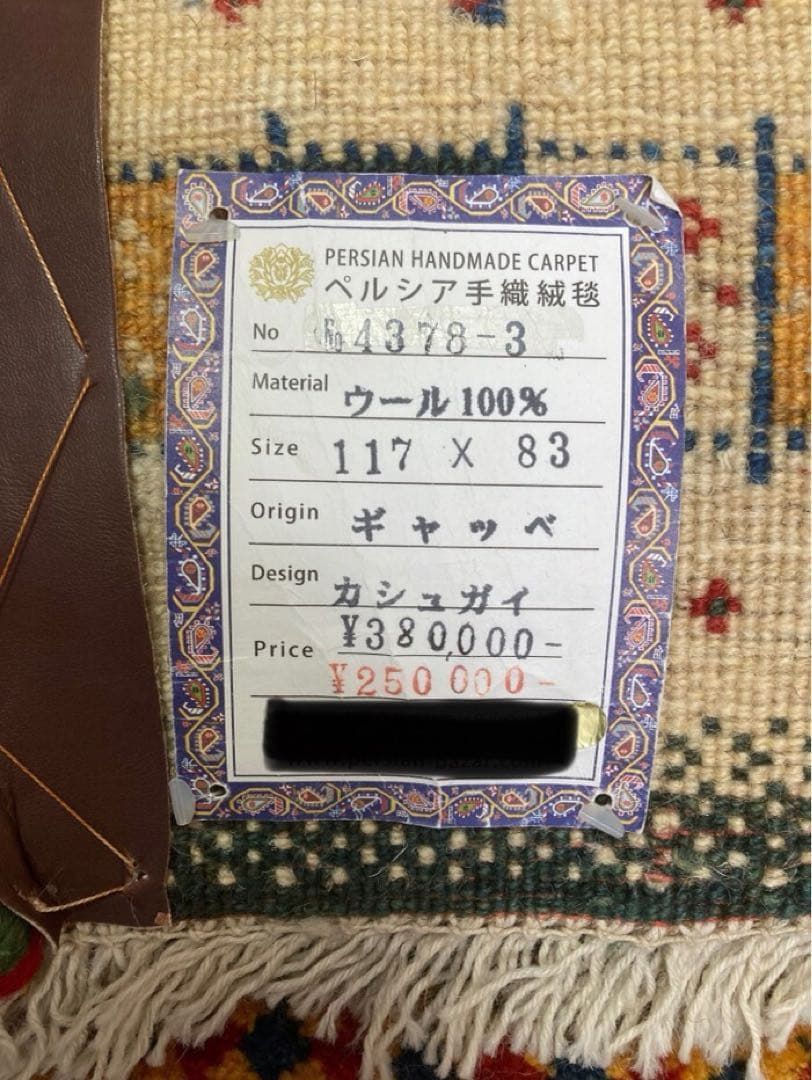 PERSIAN HANDMADE CARPET
ペルシア手織絨毯
No 4378-3
Material ウール100%
Size 117 X 83
Origin ギャッベ
Design カシュガイ
Price ¥380,000-
¥250000-